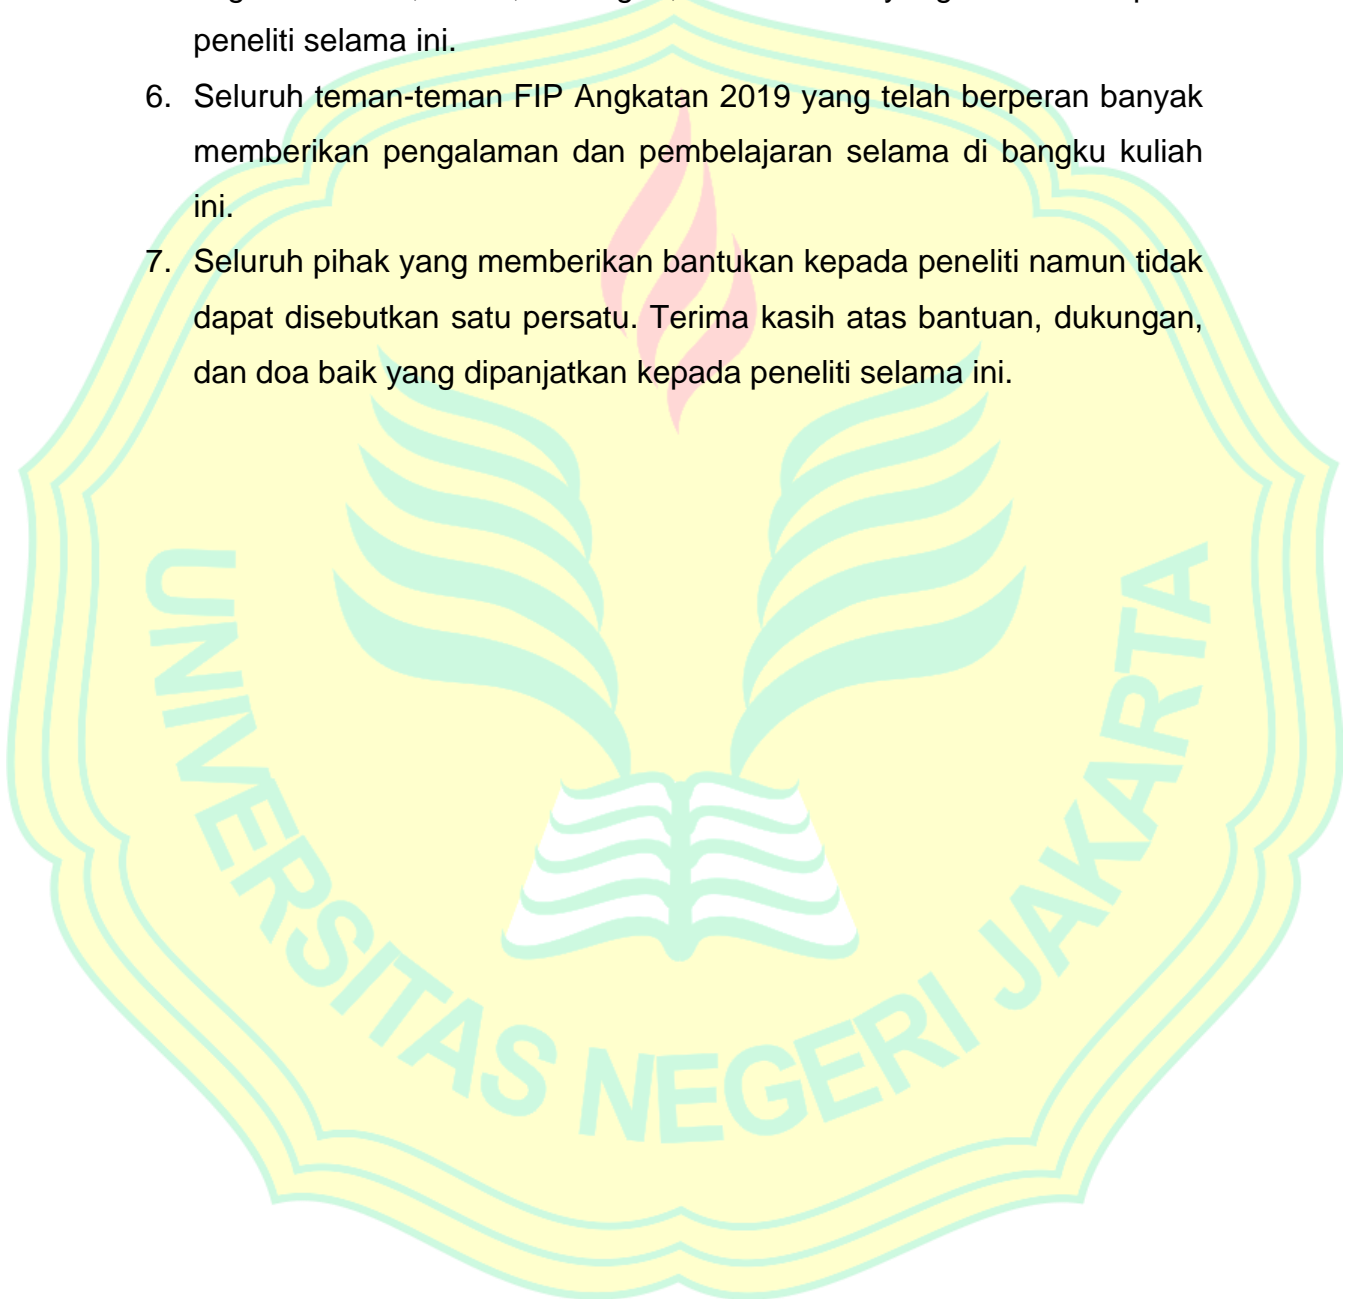 peneliti selama ini.
6. Seluruh teman-teman FIP Angkatan 2019 yang telah berperan banyak
memberikan pengalaman dan pembelajaran selama di bangku kuliah
ini.
7. Seluruh pihak yang memberikan bantukan kepada peneliti namun tidak
dapat disebutkan satu persatu. Terima kasih atas bantuan, dukungan,
dan doa baik yang dipanjatkan kepada peneliti selama ini.
UNIVERSITAS NEGERI JAKARTA